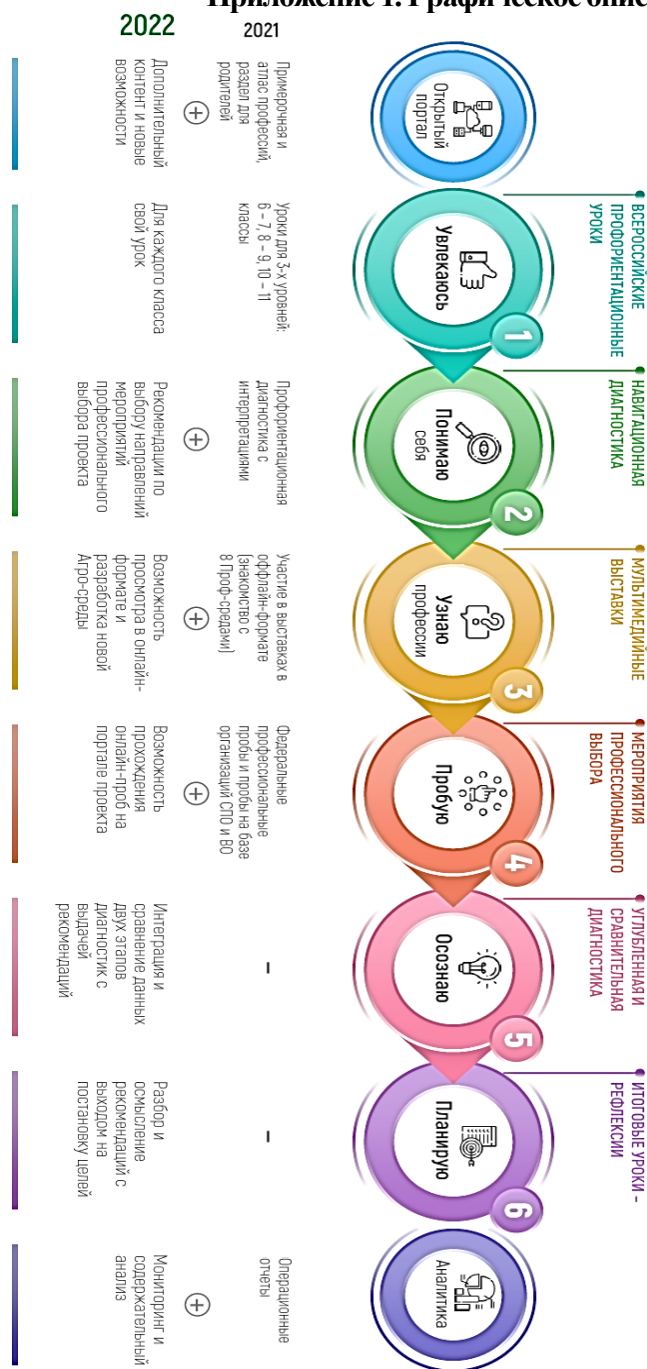 Приложение 1. Графическое опис
2022
2021
ВСЕРОССИЙСКИЕ
ПРОФОРИЕНТАЦИОННЫЕ
УРОКИ
НАВИГАЦИОННАЯ
ДИАГНОСТИКА
МУЛЬТИМЕДИЙНЫЕ
ВЫСТАВКИ
МЕРОПРИЯТИЯ
ПРОФЕССИОНАЛЬНОГО
ВЫБОРА
УГЛУБЛЕННАЯ И
СРАВНИТЕЛЬНАЯ
ДИАГНОСТИКА
ИТОГОВЫЕ УРОКИ –
РЕФЛЕКСИИ
Открытый
портал
Увлекаюсь
1
Понимаю
себя
2
Узнаю
профессии
3
Пробую
4
Осознаю
5
Планирую
6
Аналитика
Примерочная и
атлас профессий,
раздел для
родителей
Уроки для 3-х уровней:
6 – 7, 8 – 9, 10 – 11
классы
Профориентационная
диагностика с
интерпретациями
Участие в выставках в
оффлайн-формате
(знакомство с
8 Проф-средами)
Федеральные
профессиональные
пробы и пробы на базе
организаций СПО и ВО
–
–
Операционные
отчеты
+
+
+
+
+
Дополнительный
контент и новые
возможности
Для каждого класса
свой урок
Рекомендации по
выбору направлений
мероприятий
профессионального
выбора проекта
Возможность
просмотра в онлайн-
формате и
разработка новой
Агро-среды
Возможность
прохождения
онлайн-проб на
портале проекта
Интеграция и
сравнение данных
двух этапов
диагностик с
выдачей
рекомендаций
Разбор и
осмысление
рекомендаций с
выходом на
постановку целей
Мониторинг и
содержательный
анализ